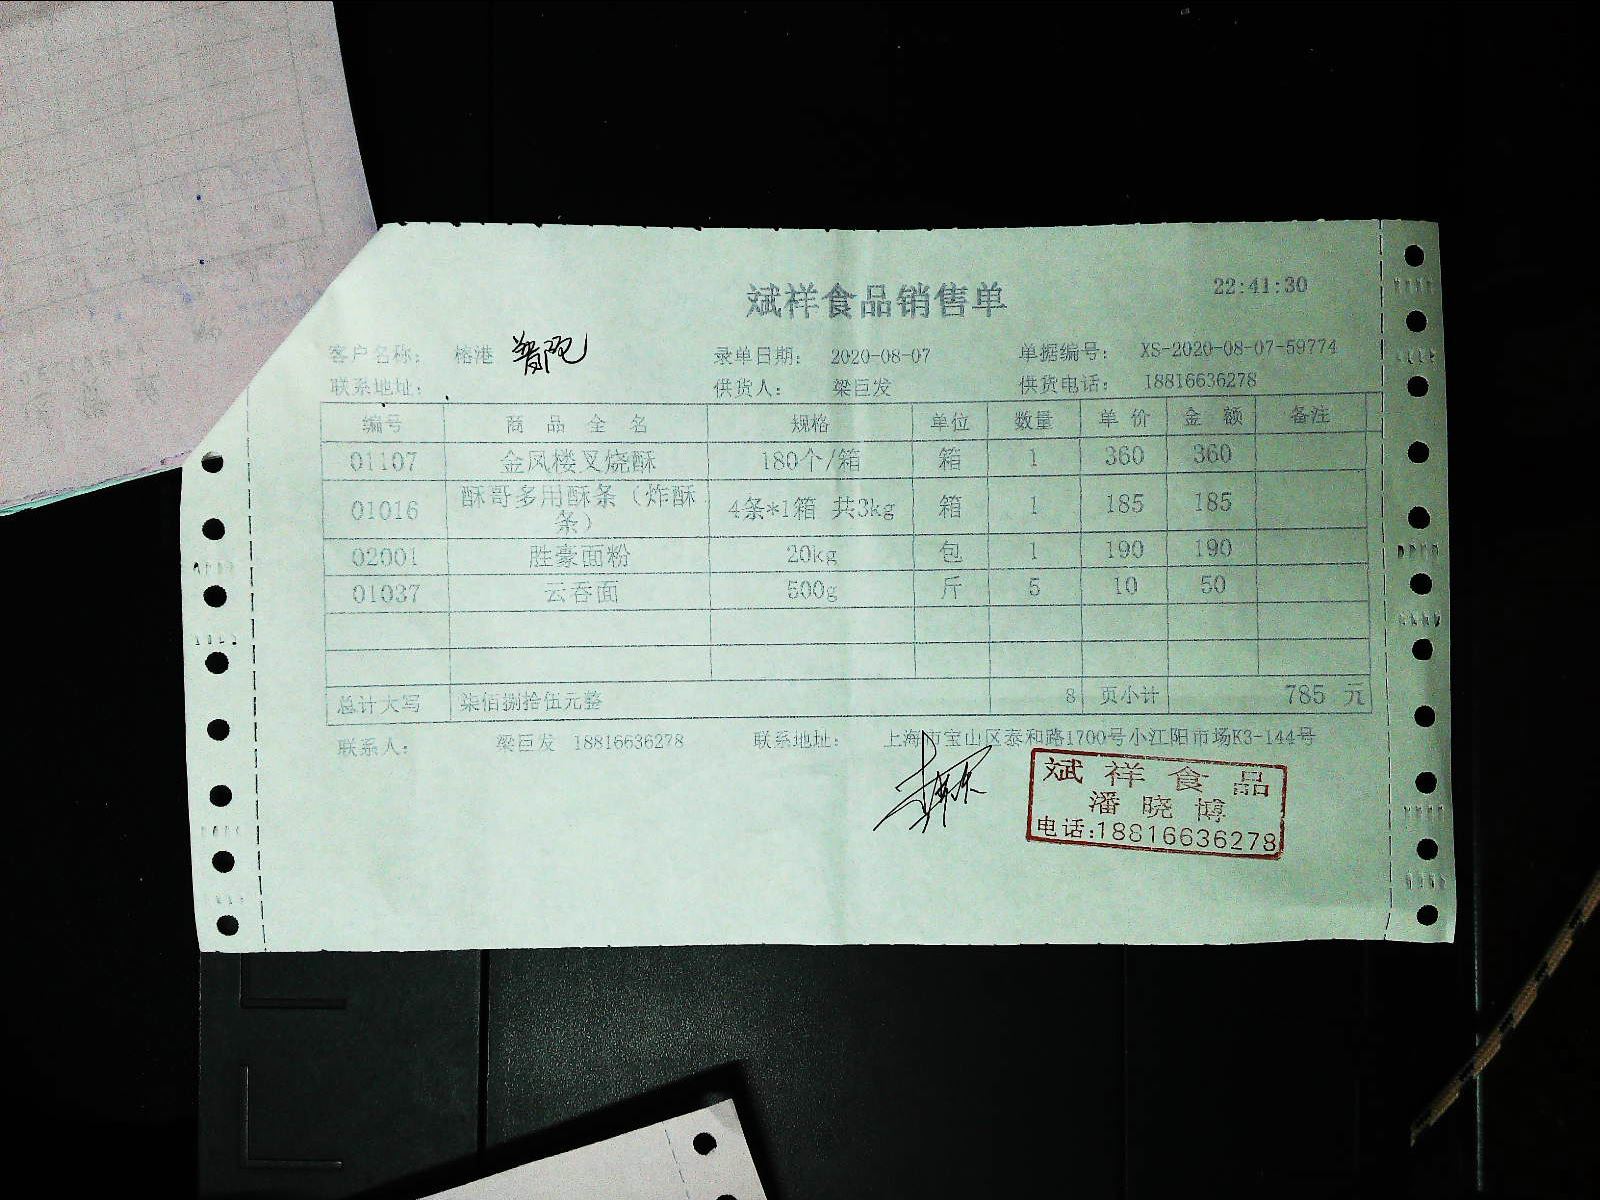 斌祥食品销售单
22:41:30
客户名称： 榕港 普陀 录单日期： 2020-08-07 单据编号： XS-2020-08-07-59774
联系地址： 供货人： 梁巨发 供货电话： 18816636278
编号 商 品 全 名 规格 单位 数量 单 价 金 额 备注
01107 金凤楼叉烧酥 180个/箱 箱 1 360 360
01016 酥哥多用酥条（炸酥条） 4条*1箱 共3kg 箱 1 185 185
02001 胜豪面粉 20kg 包 1 190 190
01037 云吞面 500g 斤 5 10 50
总计大写 柒佰捌拾伍元整 8 页小计 785 元
联系人： 梁巨发 18816636278 联系地址： 上海市宝山区泰和路1700号小江阳市场K3-144号
斌 祥 食 品
潘 晓 博
电话:18816636278